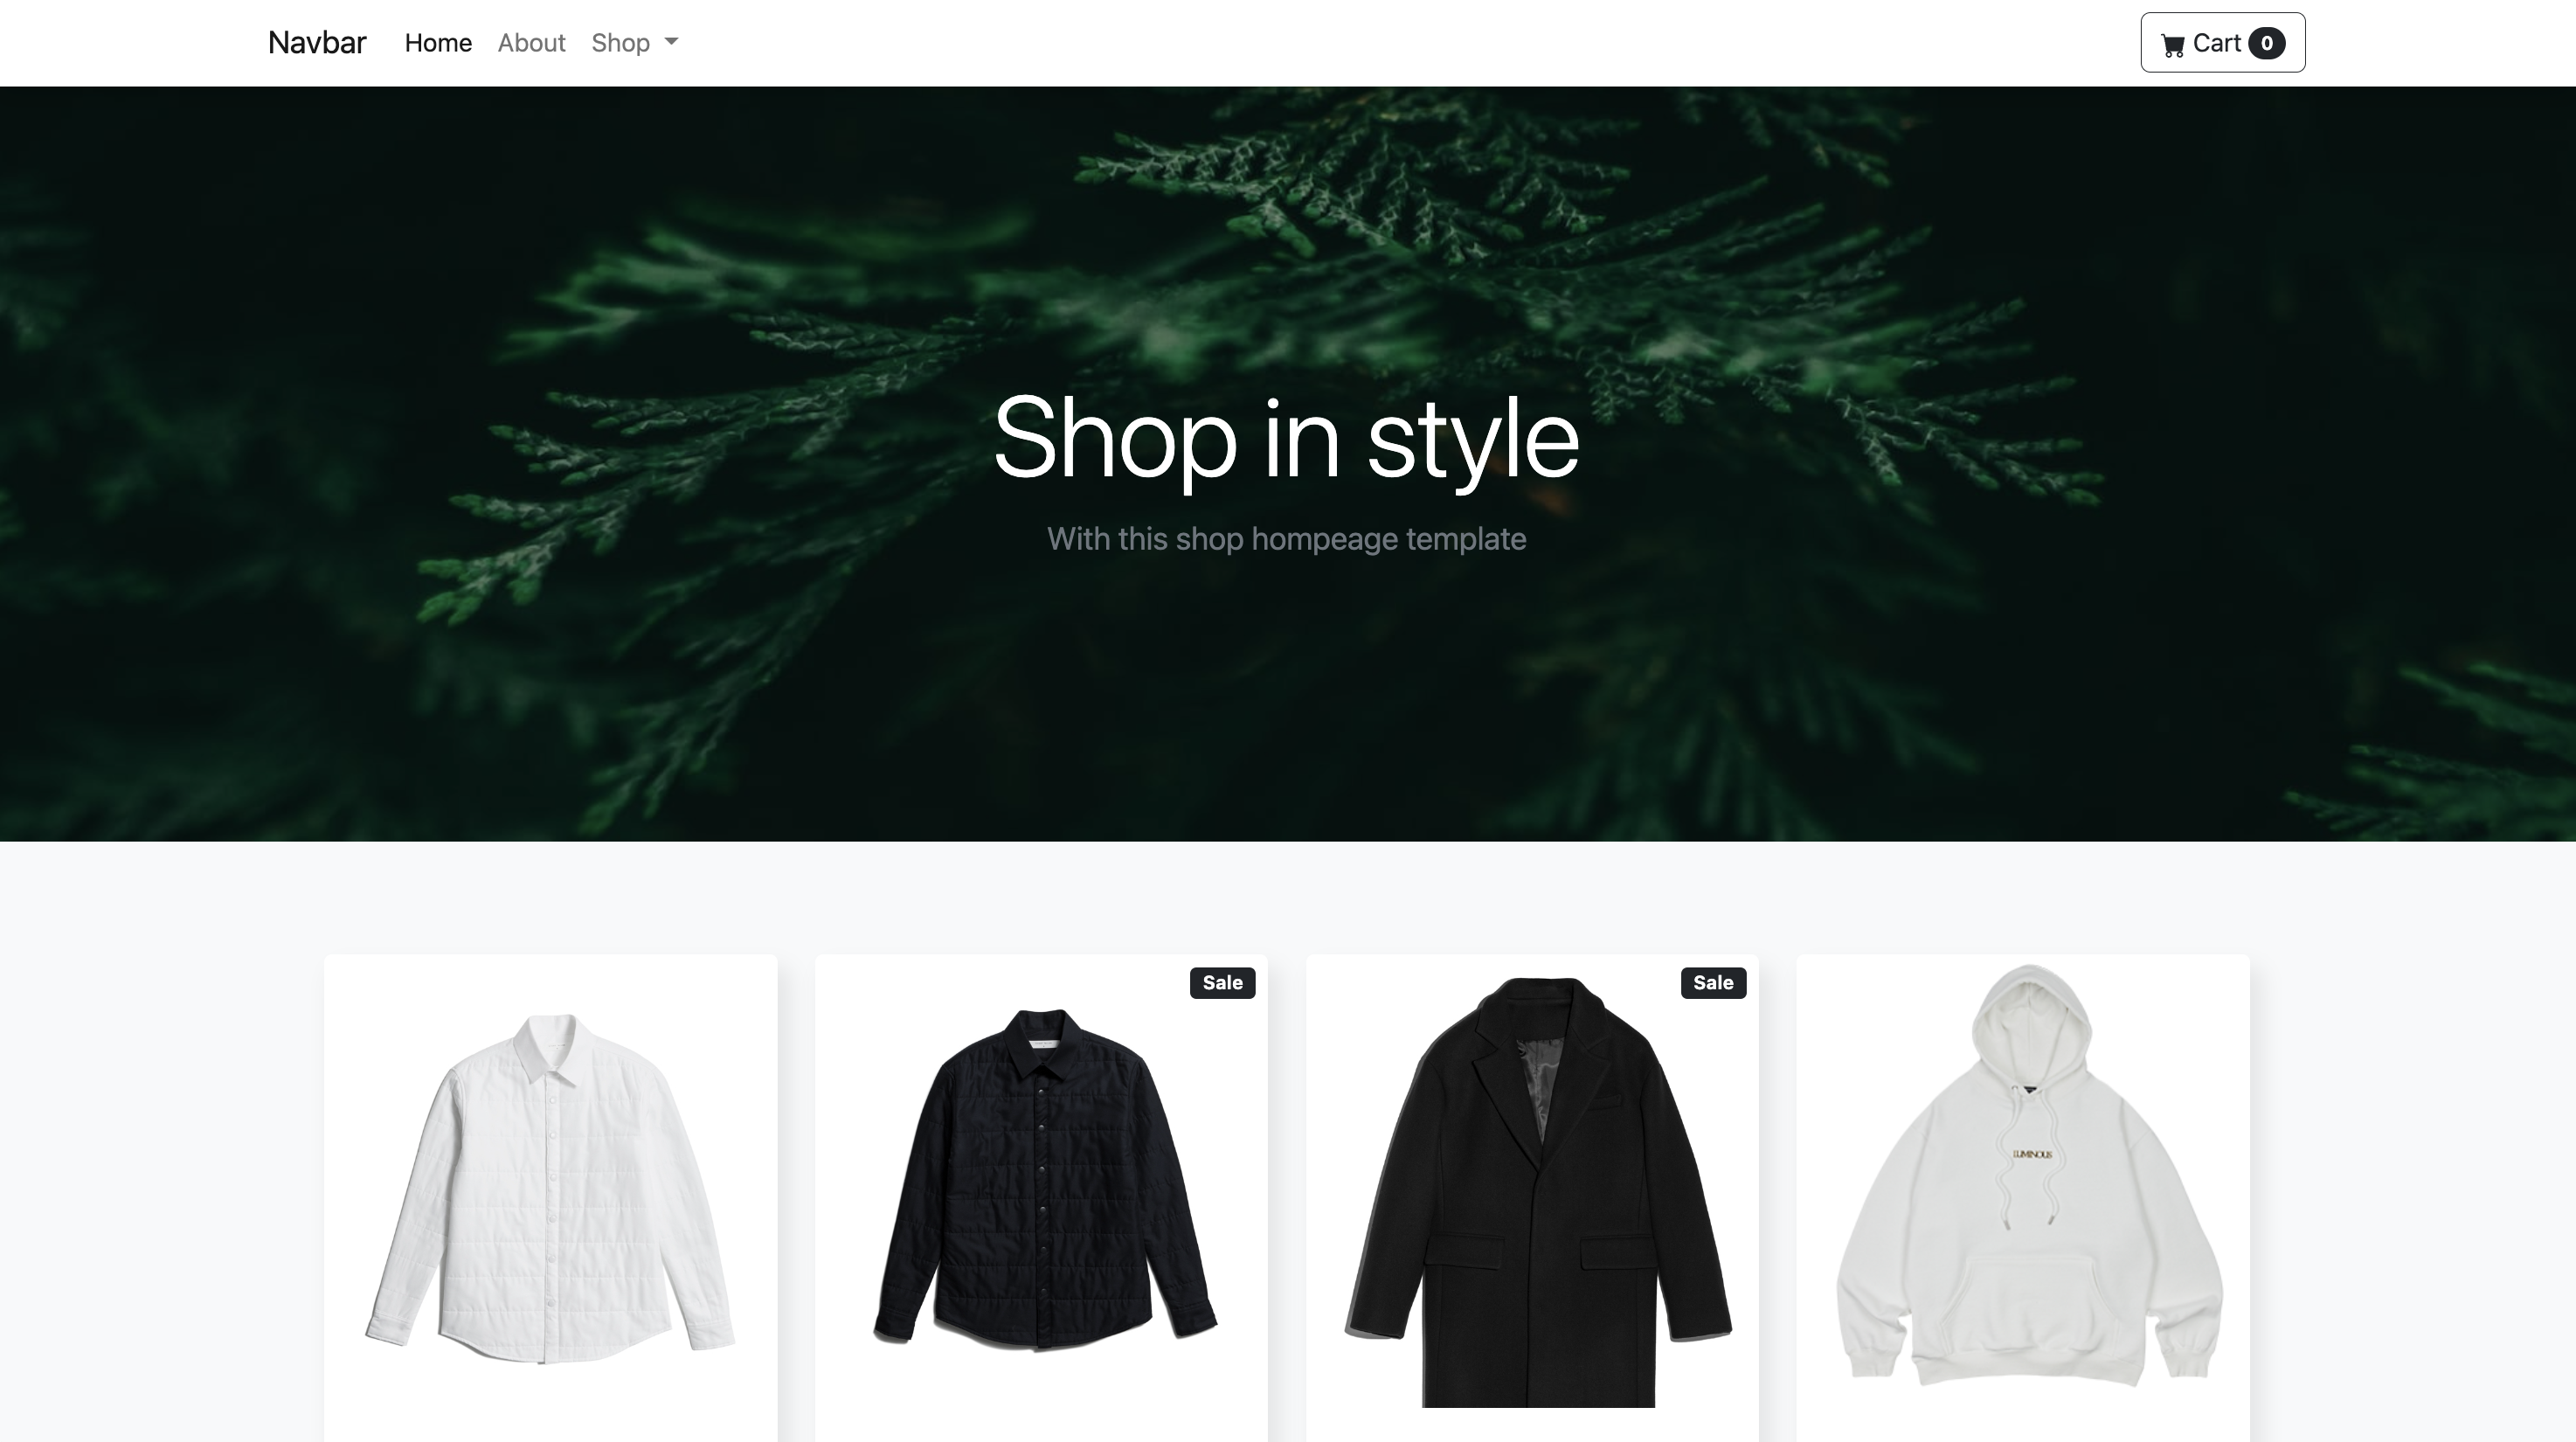 Navbar Home About Shop Cart 0
Shop in style
With this shop hompeage template
Sale Sale
LUMINOUS